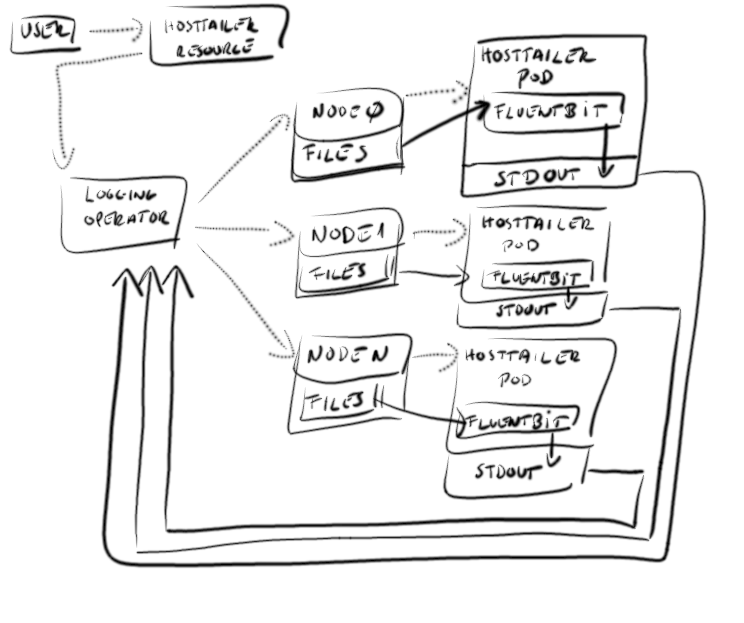 USER
HOSTTAILER
RESOURCE
LOGGING
OPERATOR
NODE 0
FILES
HOSTTAILER
POD
FLUENTBIT
STDOUT
NODE 1
FILES
HOSTTAILER
POD
FLUENTBIT
STDOUT
NODE N
FILES
HOSTTAILER
POD
FLUENTBIT
STDOUT